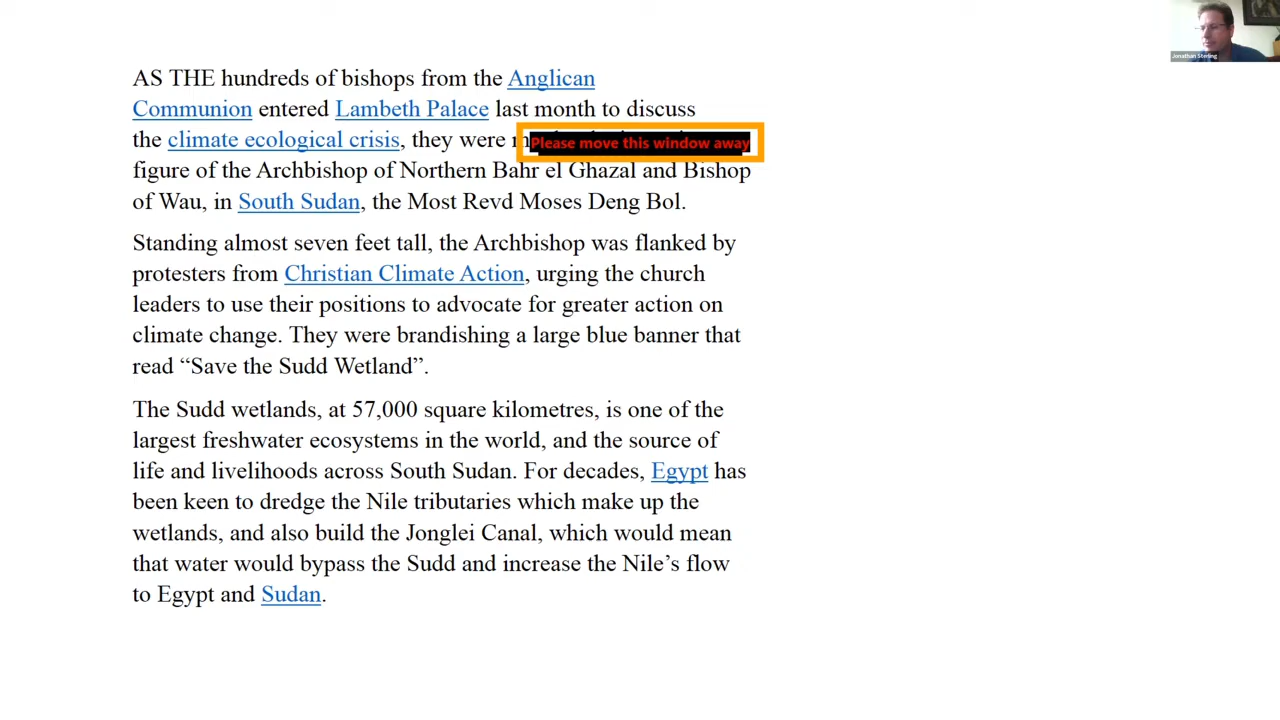 AS THE hundreds of bishops from the Anglican
Communion entered Lambeth Palace last month to discuss
the climate ecological crisis, they were
Please move this window away
figure of the Archbishop of Northern Bahr el Ghazal and Bishop
of Wau, in South Sudan, the Most Revd Moses Deng Bol.
Standing almost seven feet tall, the Archbishop was flanked by
protesters from Christian Climate Action, urging the church
leaders to use their positions to advocate for greater action on
climate change. They were brandishing a large blue banner that
read “Save the Sudd Wetland”.
The Sudd wetlands, at 57,000 square kilometres, is one of the
largest freshwater ecosystems in the world, and the source of
life and livelihoods across South Sudan. For decades, Egypt has
been keen to dredge the Nile tributaries which make up the
wetlands, and also build the Jonglei Canal, which would mean
that water would bypass the Sudd and increase the Nile’s flow
to Egypt and Sudan.
Jonathan Sterling